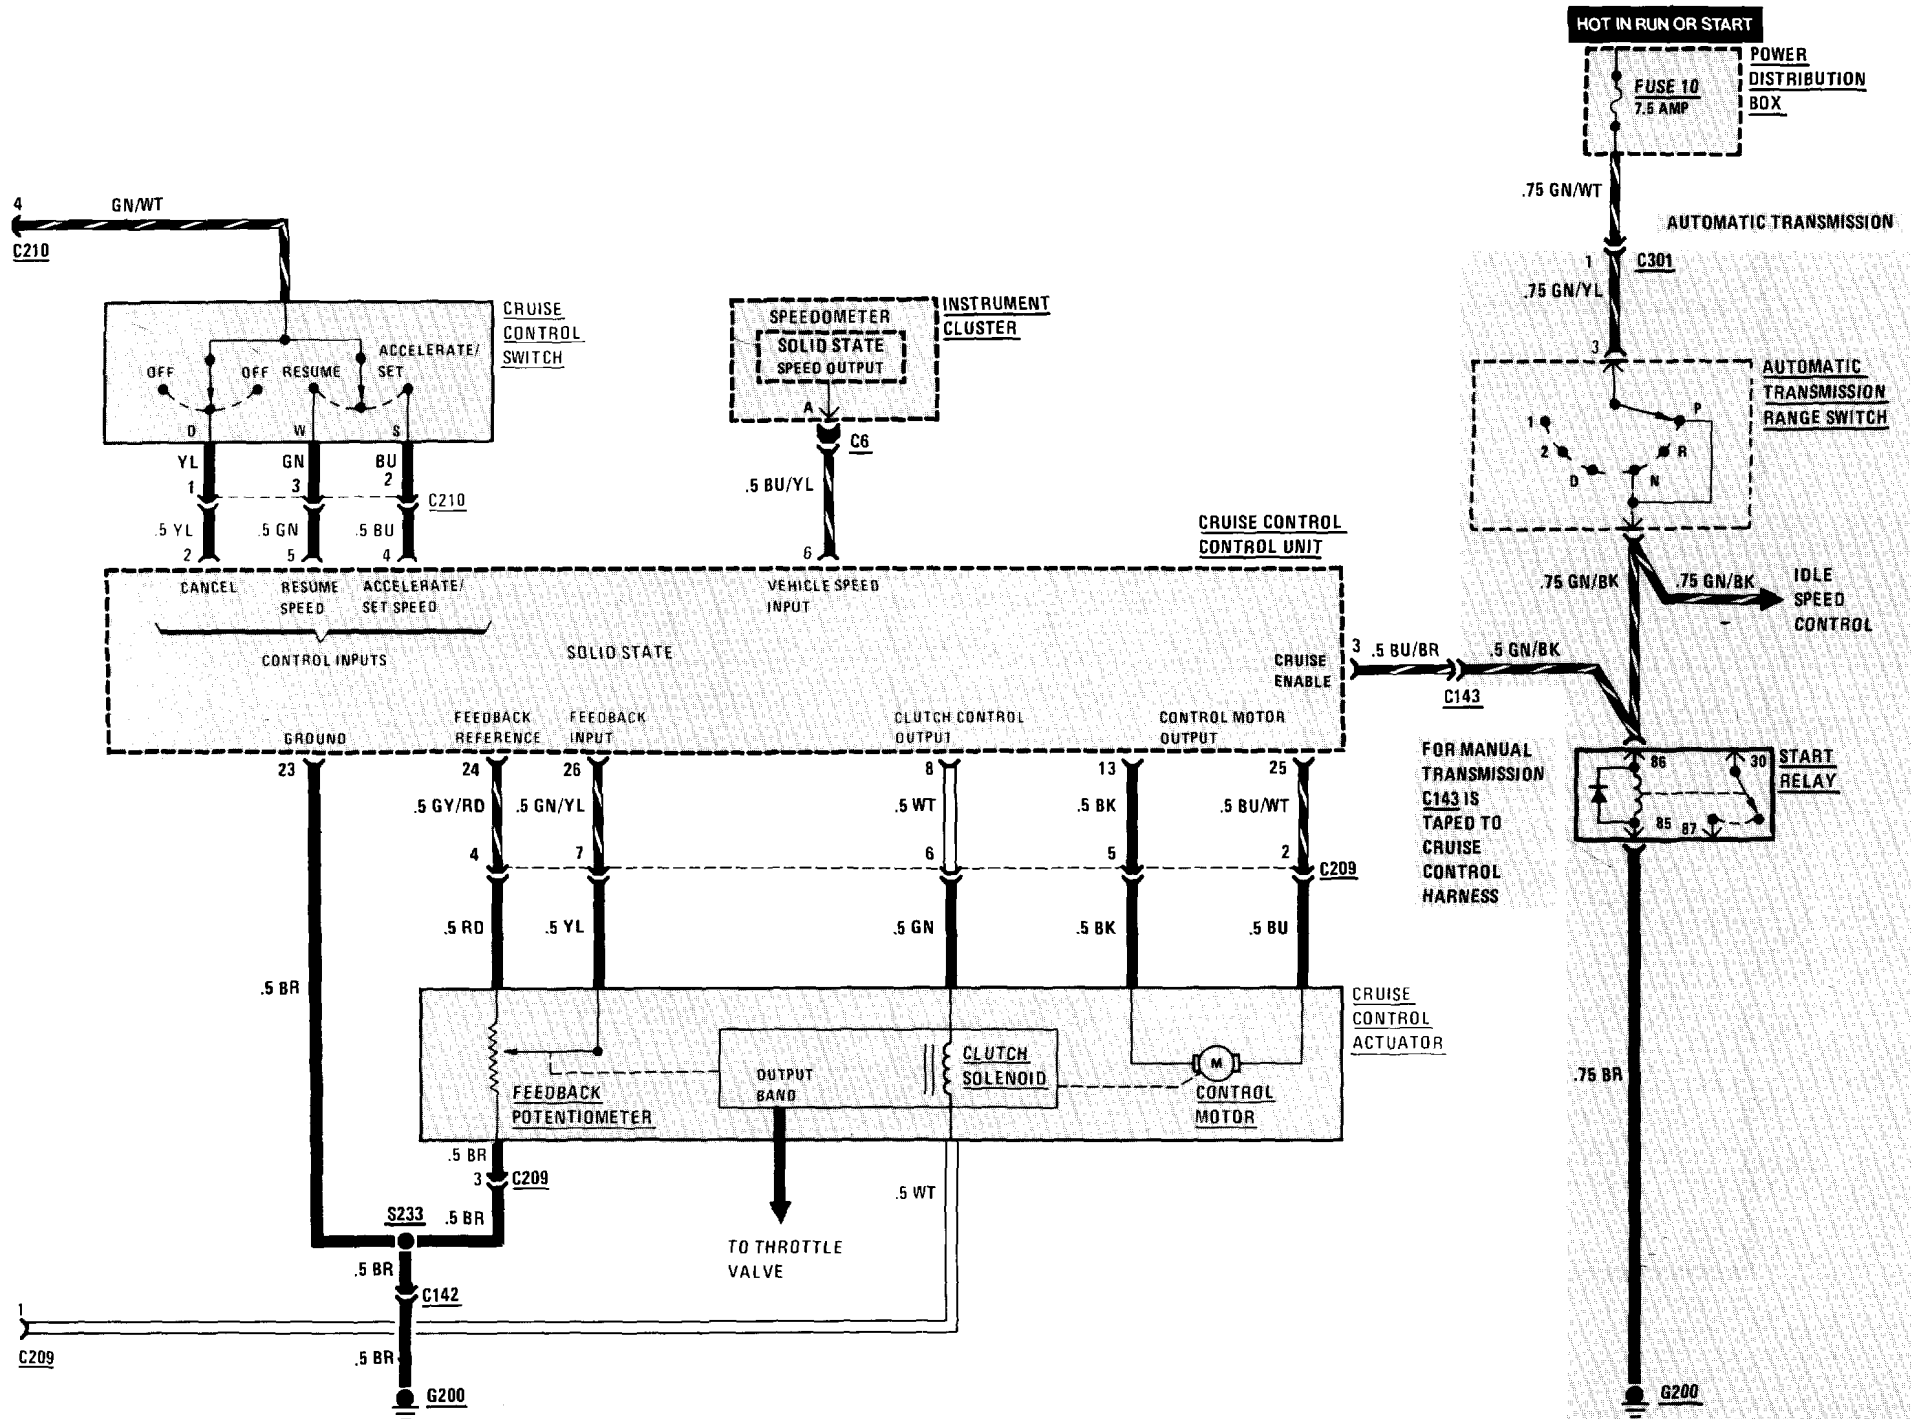 HOT IN RUN OR START
POWER
DISTRIBUTION
BOX
FUSE 10
7.5 AMP
.75 GN/WT
AUTOMATIC TRANSMISSION
1
C301
.75 GN/YL
3
AUTOMATIC
TRANSMISSION
RANGE SWITCH
P
1
2
R
D
N
.75 GN/BK
.75 GN/BK
IDLE
SPEED
CONTROL
4
GN/WT
C210
CRUISE
CONTROL
SWITCH
ACCELERATE/
SET
OFF
OFF
RESUME
O
W
S
YL
GN
BU
1
3
2
C210
.5 YL
.5 GN
.5 BU
2
5
4
INSTRUMENT
CLUSTER
SPEEDOMETER
SOLID STATE
SPEED OUTPUT
A
C6
.5 BU/YL
6
CRUISE CONTROL
CONTROL UNIT
CANCEL
RESUME
SPEED
ACCELERATE/
SET SPEED
VEHICLE SPEED
INPUT
CONTROL INPUTS
SOLID STATE
CRUISE
ENABLE
3
.5 BU/BR
.5 GN/BK
C143
GROUND
FEEDBACK
REFERENCE
FEEDBACK
INPUT
CLUTCH CONTROL
OUTPUT
CONTROL MOTOR
OUTPUT
FOR MANUAL
TRANSMISSION
C143 IS
TAPED TO
CRUISE
CONTROL
HARNESS
86
30
START
RELAY
85
87
23
24
26
8
13
25
.5 GY/RD
.5 GN/YL
.5 WT
.5 BK
.5 BU/WT
4
7
6
5
2
C209
.5 RD
.5 YL
.5 GN
.5 BK
.5 BU
.5 BR
CRUISE
CONTROL
ACTUATOR
FEEDBACK
POTENTIOMETER
OUTPUT
BAND
CLUTCH
SOLENOID
M
CONTROL
MOTOR
.75 BR
.5 BR
3
C209
.5 BR
S233
.5 WT
TO THROTTLE
VALVE
.5 BR
C142
1
C209
.5 BR
G200
G200